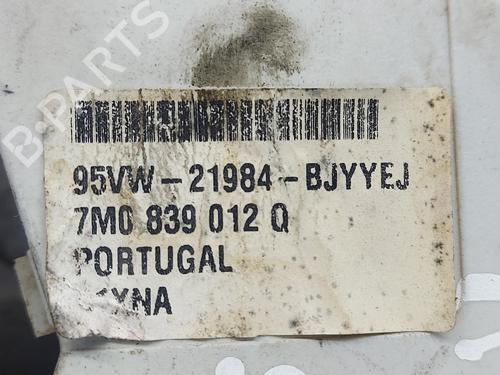 B-PARTS
95VW-21984-BJYYEJ
7M0 839 012 Q
PORTUGAL